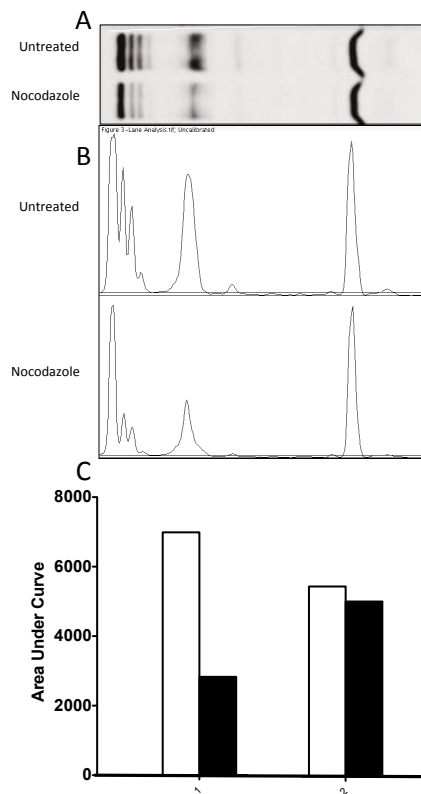 A
Untreated
Nocodazole
Figure 3-Lane Analysis.tif, Uncalibrated
B
Untreated
Nocodazole
C
8000
6000
4000
2000
0
Area Under Curve
1
2